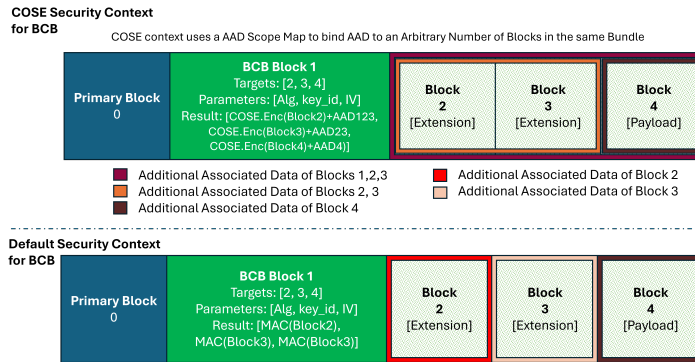 COSE Security Context
for BCB
COSE context uses a AAD Scope Map to bind AAD to an Arbitrary Number of Blocks in the same Bundle
Primary Block
0
BCB Block 1
Targets: [2, 3, 4]
Parameters: [Alg, key_id, IV]
Result: [COSE.Enc(Block2)+AAD123,
COSE.Enc(Block3)+AAD23,
COSE.Enc(Block4)+AAD4)]
Block
2
[Extension]
Block
3
[Extension]
Block
4
[Payload]
Additional Associated Data of Blocks 1,2,3
Additional Associated Data of Blocks 2, 3
Additional Associated Data of Block 4
Additional Associated Data of Block 2
Additional Associated Data of Block 3
Default Security Context
for BCB
Primary Block
0
BCB Block 1
Targets: [2, 3, 4]
Parameters: [Alg, key_id, IV]
Result: [MAC(Block2),
MAC(Block3), MAC(Block3)]
Block
2
[Extension]
Block
3
[Extension]
Block
4
[Payload]